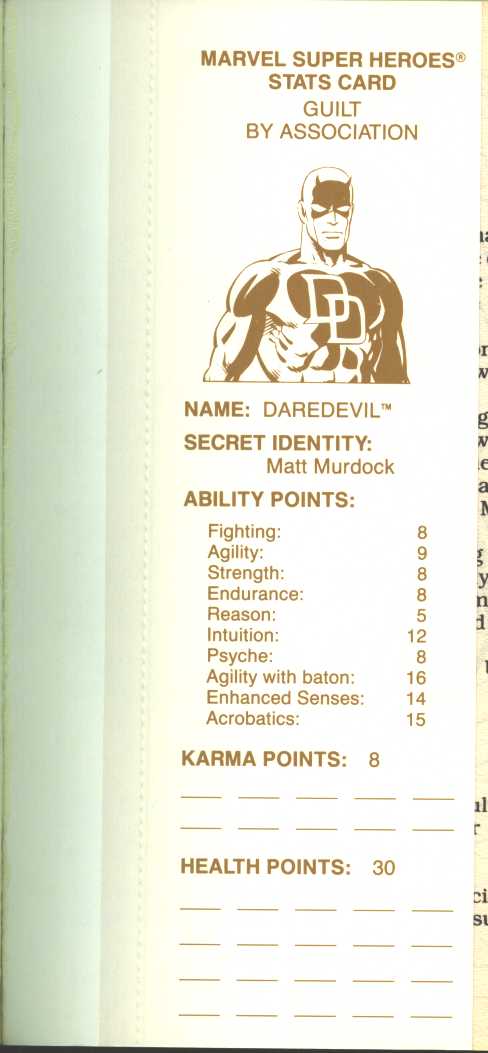 MARVEL SUPER HEROES®
STATS CARD
GUILT
BY ASSOCIATION
DD
NAME: DAREDEVIL™
SECRET IDENTITY:
Matt Murdock
ABILITY POINTS:
Fighting: 8
Agility: 9
Strength: 8
Endurance: 8
Reason: 5
Intuition: 12
Psyche: 8
Agility with baton: 16
Enhanced Senses: 14
Acrobatics: 15
KARMA POINTS: 8
HEALTH POINTS: 30